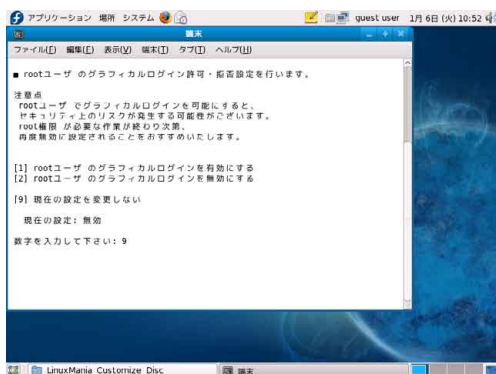 アプリケーション 場所 システム guest user 1月 6日 (火) 10:52
端末
ファイル(F) 編集(E) 表示(V) 端末(T) タブ(T) ヘルプ(H)
■ rootユーザ のグラフィカルログイン許可・拒否設定を行います。
注意点
rootユーザ でグラフィカルログインを可能にすると、
セキュリティ上のリスクが発生する可能性がございます。
root権限 が必要な作業が終わり次第、
再度無効に設定されることをおすすめいたします。
[1] rootユーザ のグラフィカルログインを有効にする
[2] rootユーザ のグラフィカルログインを無効にする
[9] 現在の設定を変更しない
現在の設定: 無効
数字を入力して下さい: 9
LinuxMania Customize Disc 端末